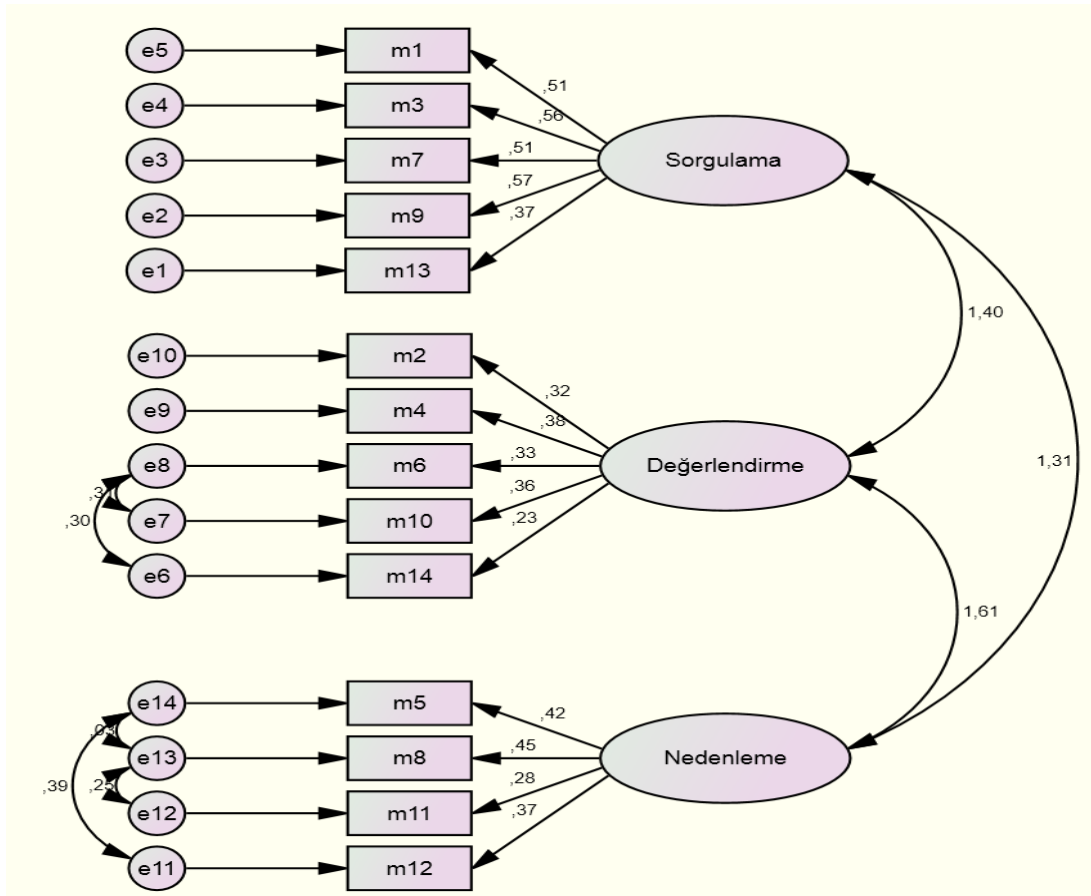 e5
m1
,51
e4
m3
,56
Sorgulama
e3
m7
,51
e2
m9
,57
e1
m13
,37
1,40
e10
m2
,32
e9
m4
,38
e8
m6
,33
Değerlendirme
1,31
e7
m10
,36
,30
e6
m14
,23
1,61
e14
m5
,42
,03
e13
m8
,45
Nedenleme
,39
,25
e12
m11
,28
e11
m12
,37